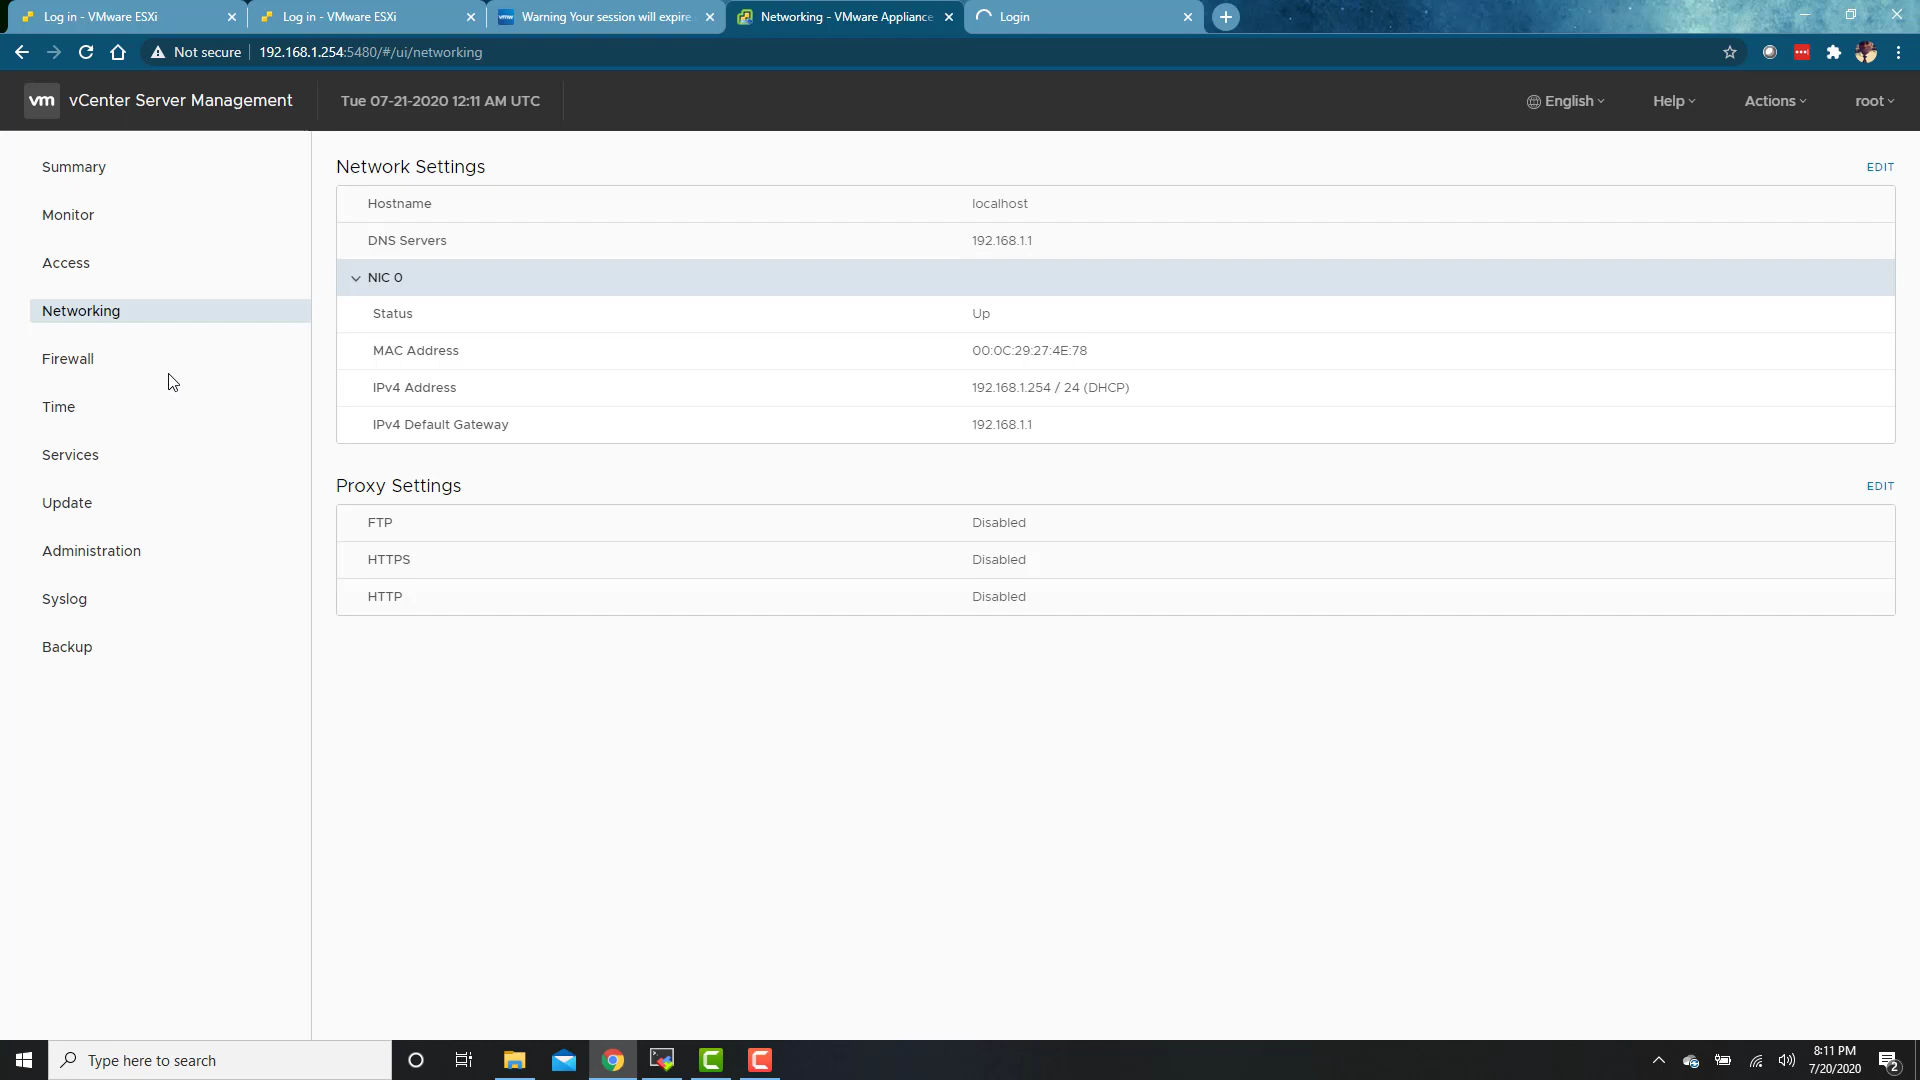 Log in - VMware ESXi
Log in - VMware ESXi
vmw Warning Your session will expire
Networking - VMware Appliance
Login
Not secure 192.168.1.254:5480/#/ui/networking
vm vCenter Server Management
Tue 07-21-2020 12:11 AM UTC
English
Help
Actions
root
Summary
Monitor
Access
Networking
Firewall
Time
Services
Update
Administration
Syslog
Backup
Network Settings
EDIT
Hostname localhost
DNS Servers 192.168.1.1
NIC 0
Status Up
MAC Address 00:0C:29:27:4E:78
IPv4 Address 192.168.1.254 / 24 (DHCP)
IPv4 Default Gateway 192.168.1.1
Proxy Settings
EDIT
FTP Disabled
HTTPS Disabled
HTTP Disabled
Type here to search
8:11 PM
7/20/2020
2